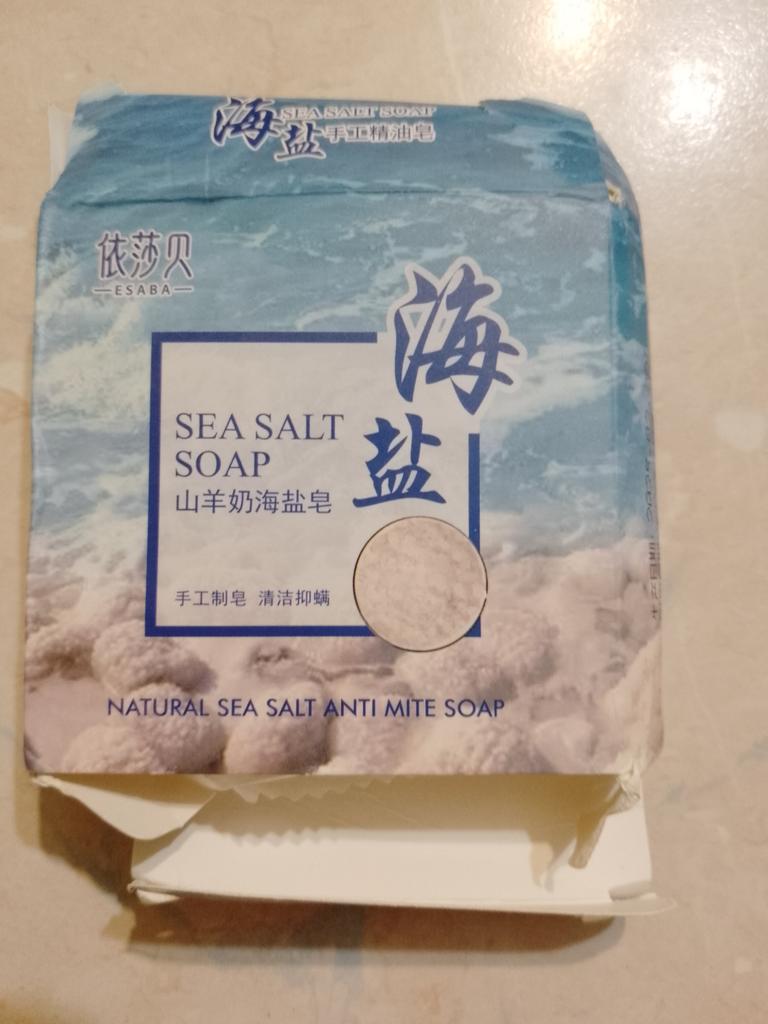 海盐
SEA SALT SOAP
手工精油皂
依莎贝
ESABA
海盐
SEA SALT
SOAP
山羊奶海盐皂
手工制皂 清洁抑螨
NATURAL SEA SALT ANTI MITE SOAP